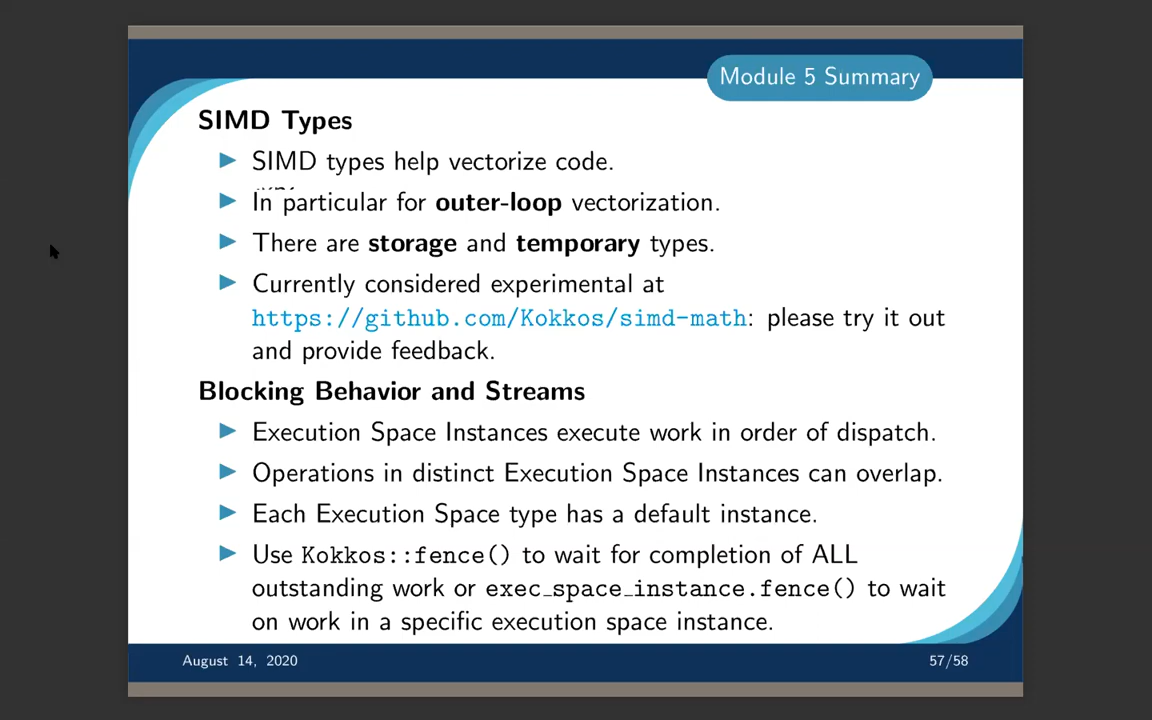 Module 5 Summary
SIMD Types
SIMD types help vectorize code.
In particular for outer-loop vectorization.
There are storage and temporary types.
Currently considered experimental at
https://github.com/Kokkos/simd-math: please try it out
and provide feedback.
Blocking Behavior and Streams
Execution Space Instances execute work in order of dispatch.
Operations in distinct Execution Space Instances can overlap.
Each Execution Space type has a default instance.
Use Kokkos::fence() to wait for completion of ALL
outstanding work or exec_space_instance.fence() to wait
on work in a specific execution space instance.
August 14, 2020
57/58